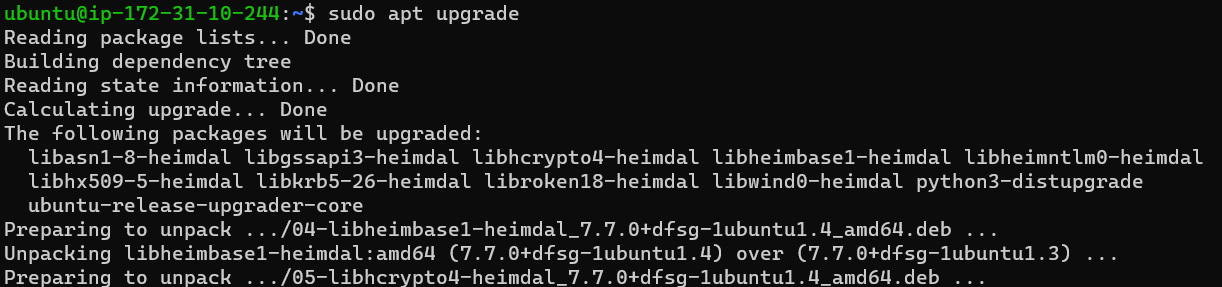 ubuntu@ip-172-31-10-244:~$ sudo apt upgrade
Reading package lists... Done
Building dependency tree
Reading state information... Done
Calculating upgrade... Done
The following packages will be upgraded:
  libasn1-8-heimdal libgssapi3-heimdal libhcrypto4-heimdal libheimbase1-heimdal libheimntlm0-heimdal
  libhx509-5-heimdal libkrb5-26-heimdal libroken18-heimdal libwind0-heimdal python3-distupgrade
  ubuntu-release-upgrader-core
Preparing to unpack .../04-libheimbase1-heimdal_7.7.0+dfsg-1ubuntu1.4_amd64.deb ...
Unpacking libheimbase1-heimdal:amd64 (7.7.0+dfsg-1ubuntu1.4) over (7.7.0+dfsg-1ubuntu1.3) ...
Preparing to unpack .../05-libhcrypto4-heimdal_7.7.0+dfsg-1ubuntu1.4_amd64.deb ...